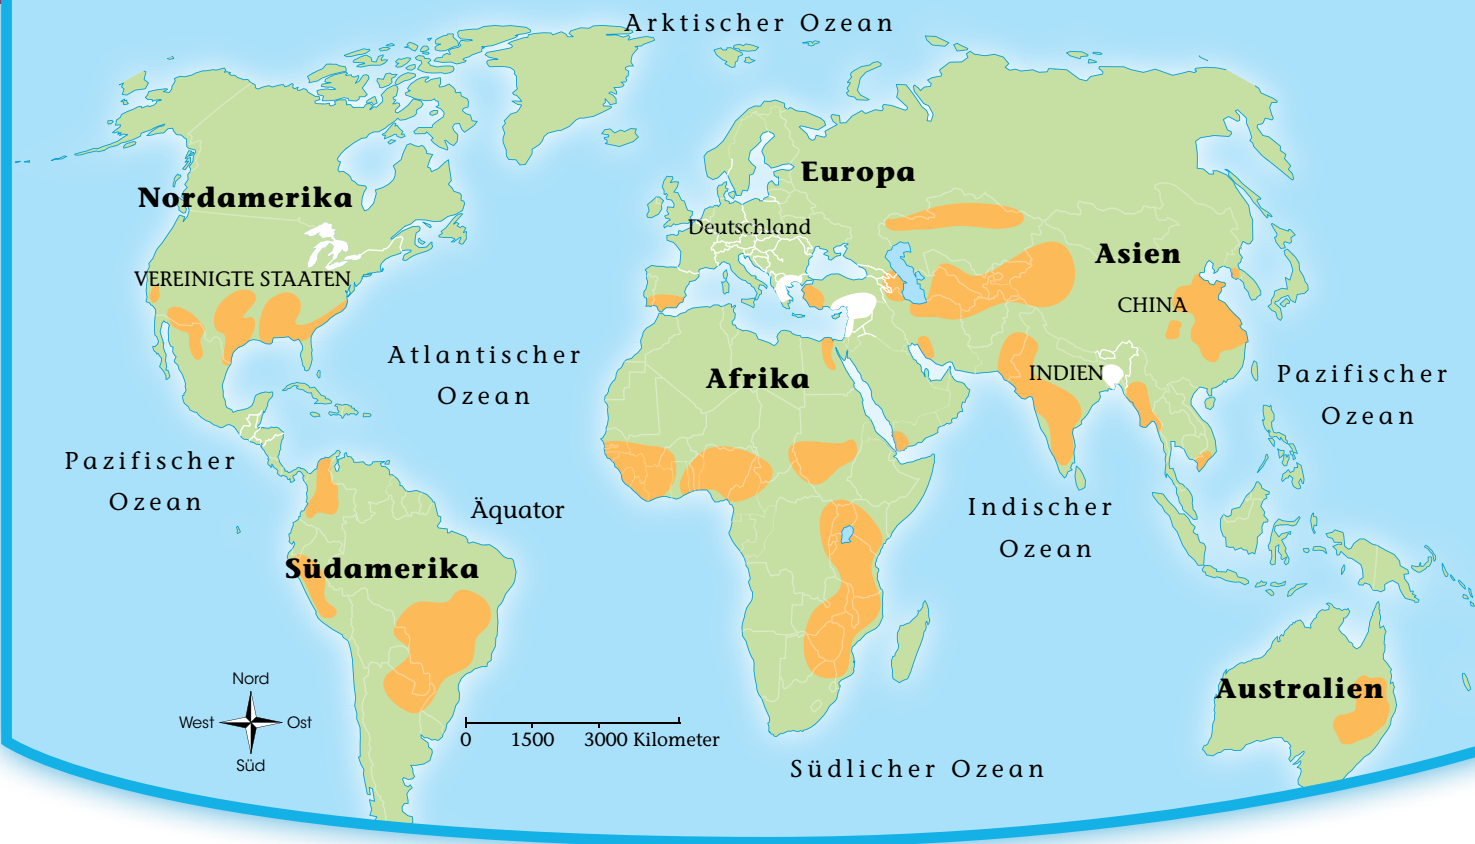 Arktischer Ozean
Europa
Nordamerika
Deutschland
Asien
VEREINIGTE STAATEN
CHINA
Atlantischer
Ozean
Afrika
INDIEN
Pazifischer
Ozean
Pazifischer
Ozean
Äquator
Indischer
Ozean
Südamerika
Nord
West
Ost
Süd
Australien
0 1500 3000 Kilometer
Südlicher Ozean